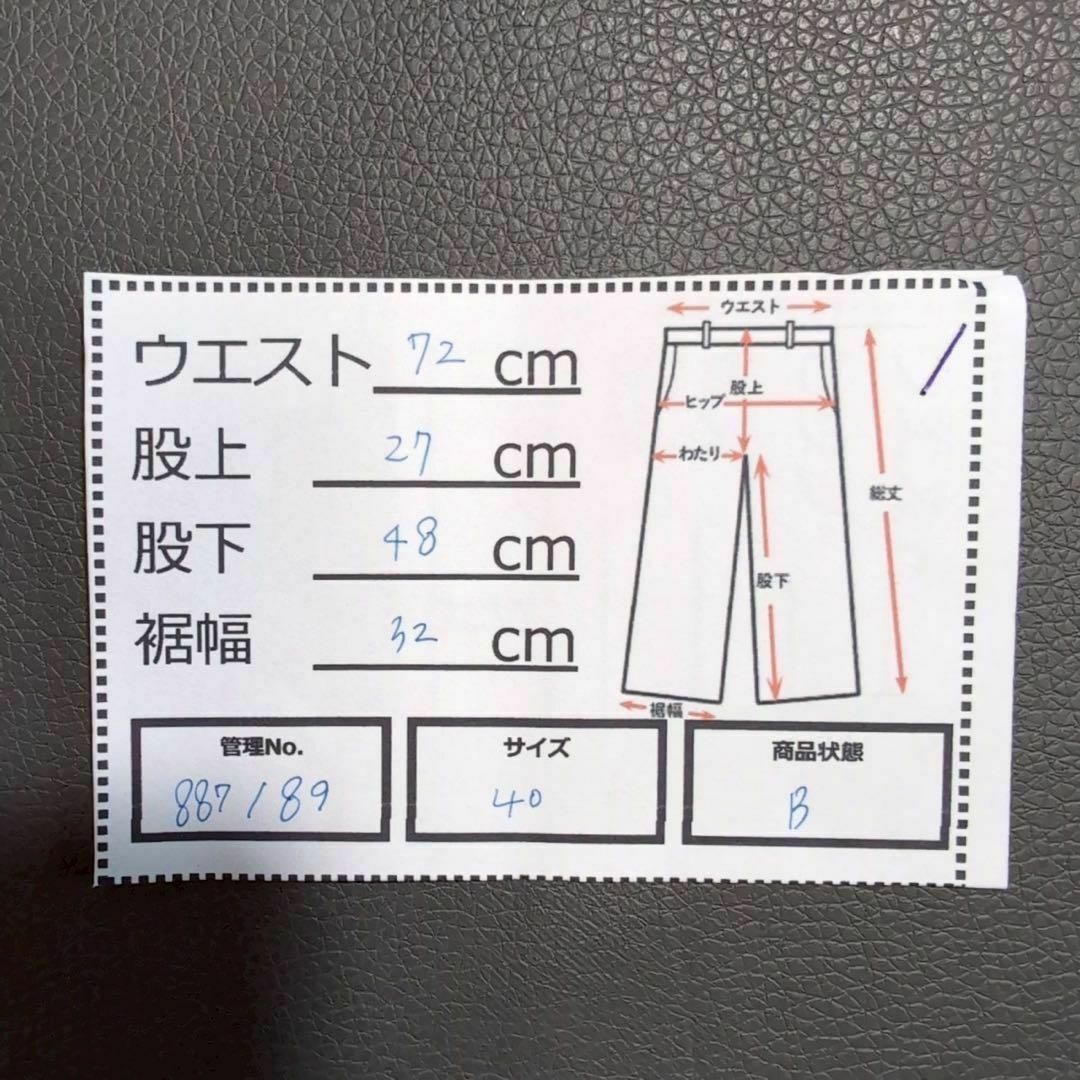 ウエスト 72 cm
股上 27 cm
股下 48 cm
裾幅 32 cm
ウエスト
股上
ヒップ
わたり
総丈
股下
裾幅
管理No.
887/89
サイズ
40
商品状態
B